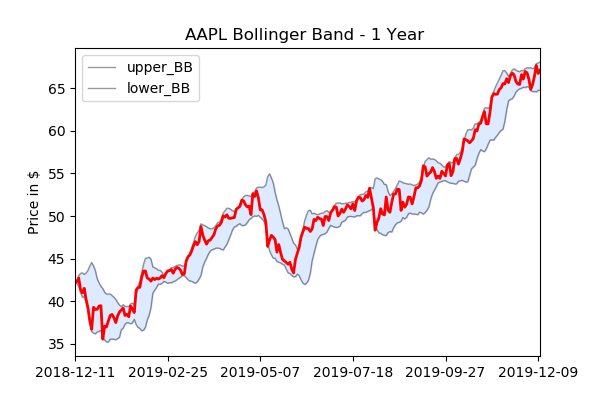 AAPL Bollinger Band - 1 Year
upper_BB
lower_BB
Price in $
65
60
55
50
45
40
35
2018-12-11 2019-02-25 2019-05-07 2019-07-18 2019-09-27 2019-12-09